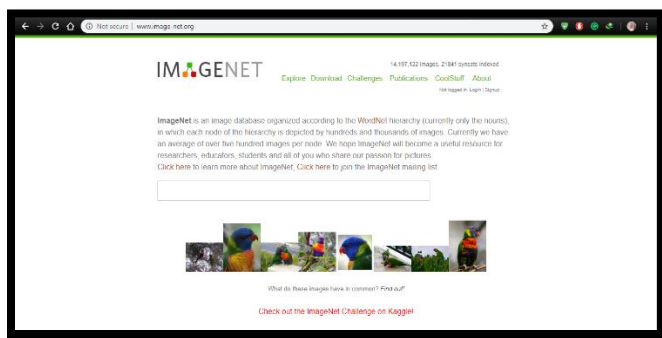 Not secure | www.image-net.org
IMAGENET
14,197,122 images, 21841 synsets indexed
Explore Download Challenges Publications CoolStuff About
Not logged in. Login | Signup
ImageNet is an image database organized according to the WordNet hierarchy (currently only the nouns),
in which each node of the hierarchy is depicted by hundreds and thousands of images. Currently we have
an average of over five hundred images per node. We hope ImageNet will become a useful resource for
researchers, educators, students and all of you who share our passion for pictures.
Click here to learn more about ImageNet, Click here to join the ImageNet mailing list.
What do these images have in common? Find out!
Check out the ImageNet Challenge on Kaggle!